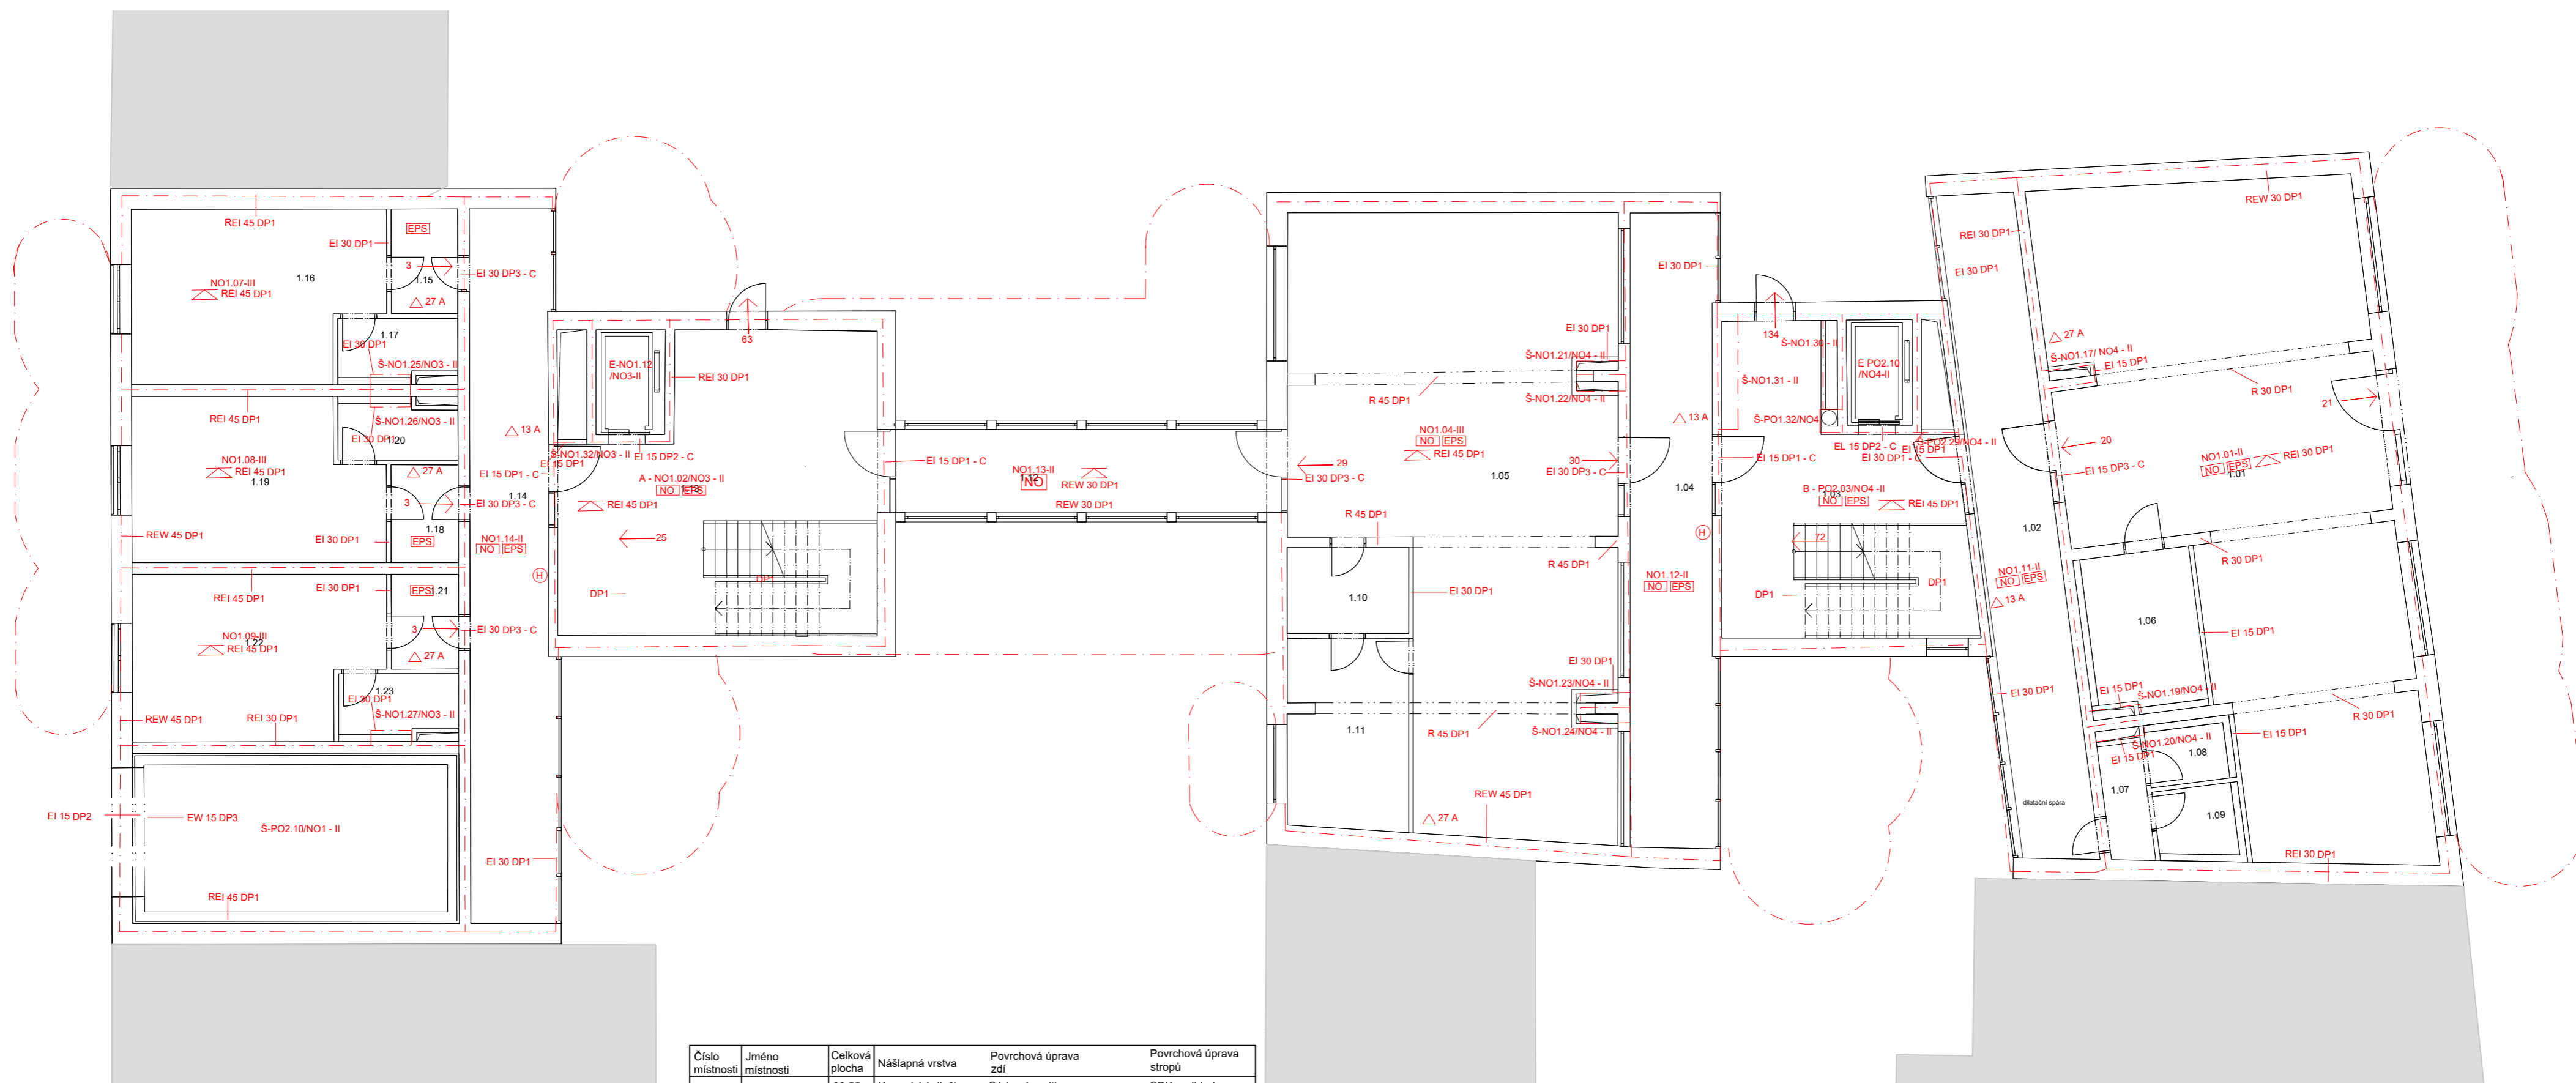 REI 45 DP1
EPS
EI 30 DP1
3
EI 30 DP3 - C
1.16
1.15
NO1.07-III
REI 45 DP1
27 A
1.17
EI 30 DP1
Š-NO1.25/NO3 - II
REI 45 DP1
Š-NO1.26/NO3 - II
EI 30 DP1
1.20
NO1.08-III
REI 45 DP1
1.19
27 A
3
EI 30 DP3 - C
1.18
EPS
EI 30 DP1
REW 45 DP1
REI 45 DP1
EI 30 DP1
EPS
1.21
NO1.09-III
1.22
REI 45 DP1
3
EI 30 DP3 - C
27 A
1.23
EI 30 DP1
Š-NO1.27/NO3 - II
REW 45 DP1
REI 30 DP1
EI 15 DP2
EW 15 DP3
Š-PO2.10/NO1 - II
REI 45 DP1
13 A
EI 15 DP1 - C
1.14
NO1.14-II
NO EPS
H
EI 30 DP1
63
E-NO1.12
/NO3-II
REI 30 DP1
Š-NO1.32/NO3 - II
EI 15 DP1
EI 15 DP2 - C
A - NO1.02/NO3 - II
NO EPS
1.13
REI 45 DP1
25
DP1
DP1
EI 15 DP1 - C
NO1.13-II
1.12
NO
REW 30 DP1
REW 30 DP1
29
EI 30 DP3 - C
EI 30 DP1
Š-NO1.21/NO4 - II
R 45 DP1
Š-NO1.22/NO4 - II
NO1.04-III
NO EPS
REI 45 DP1
30
EI 30 DP3 - C
1.05
R 45 DP1
R 45 DP1
1.10
EI 30 DP1
EI 30 DP1
Š-NO1.23/NO4 - II
1.11
R 45 DP1
Š-NO1.24/NO4 - II
REW 45 DP1
27 A
EI 30 DP1
13 A
1.04
H
NO1.12-II
NO EPS
134
Š-NO1.30 - II
Š-NO1.31 - II
E PO2.10
/NO4-II
Š-PO1.32/NO4
EI 15 DP1 - C
EL 15 DP2 - C
Š-PO2.29/NO4 - II
EI 15 DP1
EI 30 DP1 - C
B - PO2.03/NO4 -II
1.03
NO EPS
REI 45 DP1
72
DP1
DP1
REW 30 DP1
REI 30 DP1
EI 30 DP1
27 A
Š-NO1.17/ NO4 - II
EI 15 DP1
R 30 DP1
21
20
EI 15 DP3 - C
NO1.01-II
NO EPS
REI 30 DP1
1.01
1.02
R 30 DP1
NO1.11-II
NO EPS
13 A
1.06
EI 15 DP1
EI 30 DP1
EI 15 DP1
Š-NO1.19/NO4 - II
R 30 DP1
EI 15 DP1
Š-NO1.20/NO4 - II
EI 15 DP1
1.08
1.07
1.09
dilatační spára
REI 30 DP1
Číslo místnosti
Jméno místnosti
Celková plocha
Nášlapná vrstva
Povrchová úprava zdí
Povrchová úprava stropů